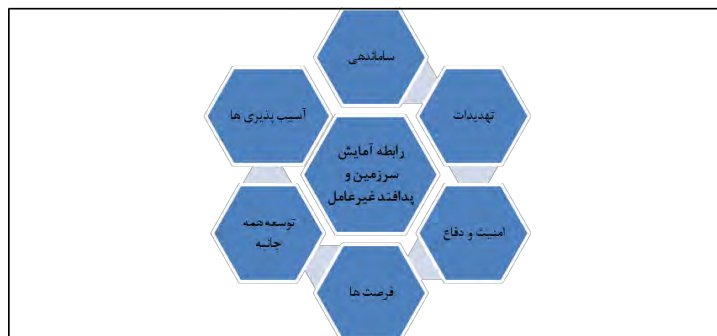 ساماندهی
تهدیدات
امنیت و دفاع
فرصت ها
توسعه همه
جانبه
آسیب پذیری ها
رابطه آمایش
سرزمین و
پدافند غیرعامل